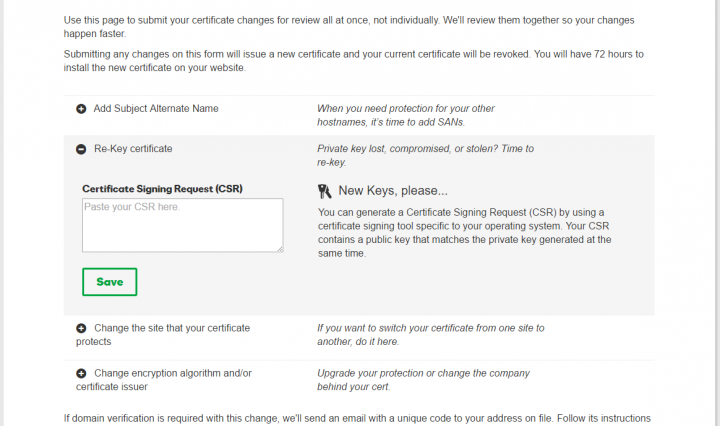 Use this page to submit your certificate changes for review all at once, not individually. We'll review them together so your changes
happen faster.
Submitting any changes on this form will issue a new certificate and your current certificate will be revoked. You will have 72 hours to
install the new certificate on your website.
Add Subject Alternate Name
When you need protection for your other
hostnames, it's time to add SANs.
Re-Key certificate
Private key lost, compromised, or stolen? Time to
re-key.
Certificate Signing Request (CSR)
Paste your CSR here.
Save
New Keys, please...
You can generate a Certificate Signing Request (CSR) by using a
certificate signing tool specific to your operating system. Your CSR
contains a public key that matches the private key generated at the
same time.
Change the site that your certificate
protects
If you want to switch your certificate from one site to
another, do it here.
Change encryption algorithm and/or
certificate issuer
Upgrade your protection or change the company
behind your cert.
If domain verification is required with this change, we'll send an email with a unique code to your address on file. Follow its instructions